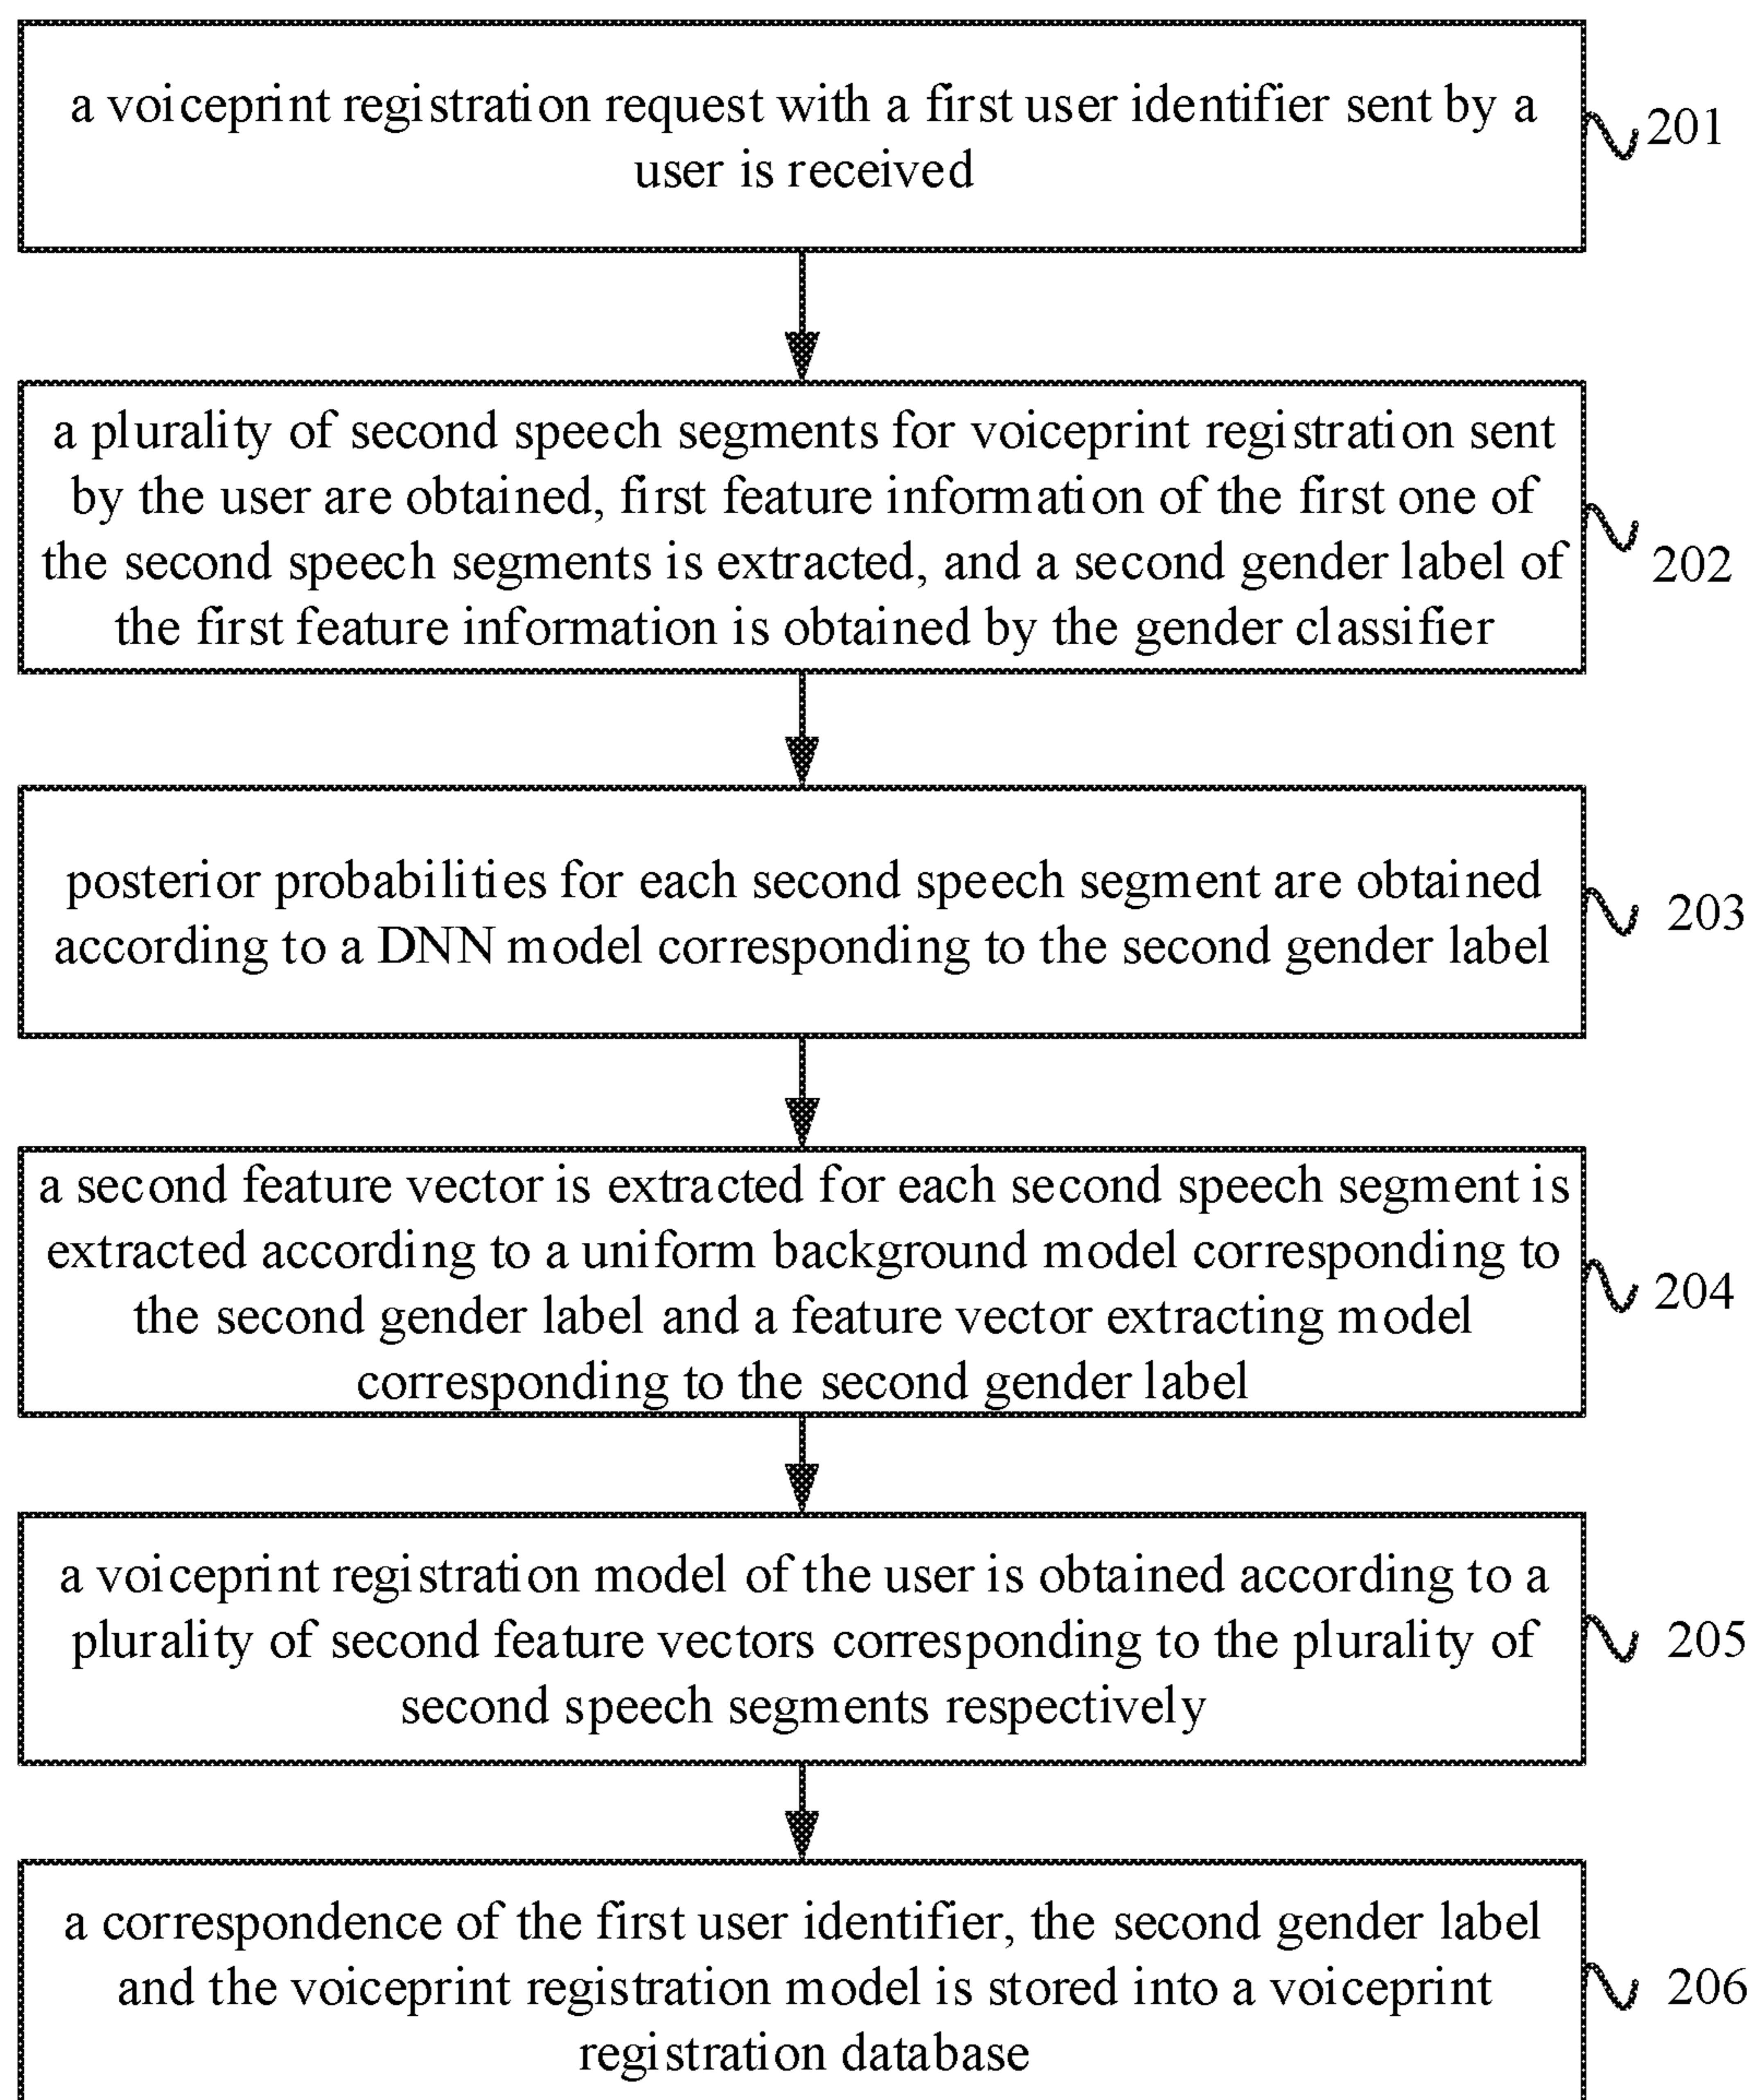 a voiceprint registration request with a first user identifier sent by a
user is received
201
a plurality of second speech segments for voiceprint registration sent
by the user are obtained, first feature information of the first one of
the second speech segments is extracted, and a second gender label of
the first feature information is obtained by the gender classifier
202
posterior probabilities for each second speech segment are obtained
according to a DNN model corresponding to the second gender label
203
a second feature vector is extracted for each second speech segment is
extracted according to a uniform background model corresponding to
the second gender label and a feature vector extracting model
corresponding to the second gender label
204
a voiceprint registration model of the user is obtained according to a
plurality of second feature vectors corresponding to the plurality of
second speech segments respectively
205
a correspondence of the first user identifier, the second gender label
and the voiceprint registration model is stored into a voiceprint
registration database
206